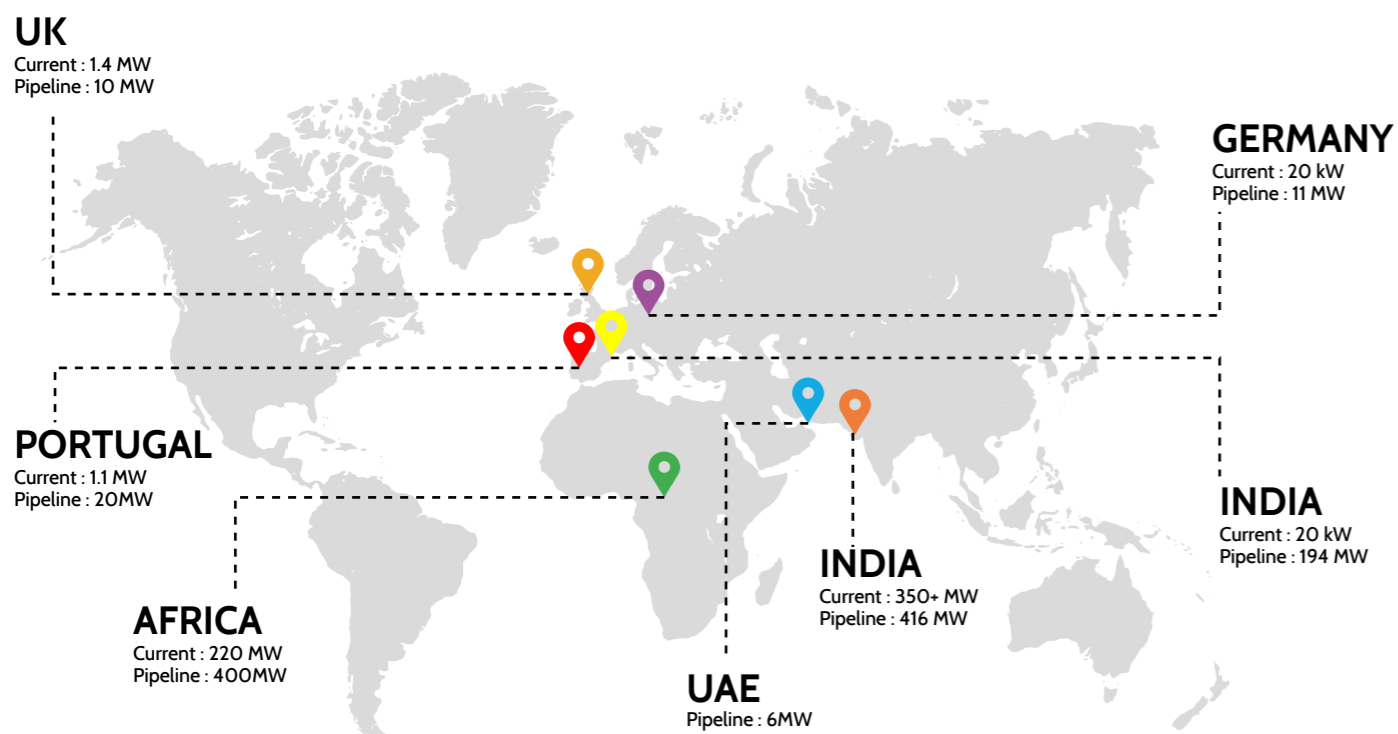 UK
Current : 1.4 MW
Pipeline : 10 MW
GERMANY
Current : 20 kW
Pipeline : 11 MW
PORTUGAL
Current : 1.1 MW
Pipeline : 20MW
INDIA
Current : 20 kW
Pipeline : 194 MW
INDIA
Current : 350+ MW
Pipeline : 416 MW
AFRICA
Current : 220 MW
Pipeline : 400MW
UAE
Pipeline : 6MW